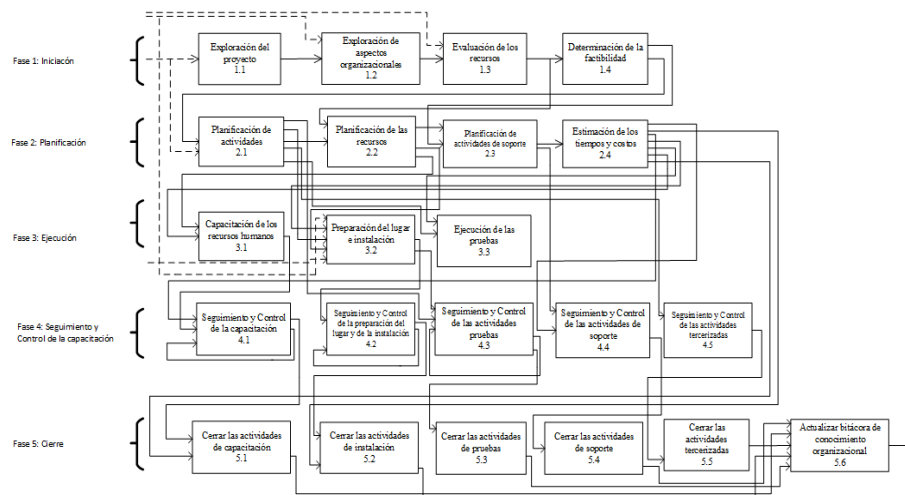 Fase 1: Iniciacón
Exploración del
proyecto
1.1
Exploración de
aspectos
organizacionales
1.2
Evaluación de los
recursos
1.3
Determinación de la
factibilidad
1.4
Fase 2: Planificación
Planificación de
actividades
2.1
Planificación de las
recursos
2.2
Planificación de
actividades de soporte
2.3
Estimación de los
tiempos y costos
2.4
Fase 3: Ejecución
Capacitación de los
recursos humanos
3.1
Preparación del lugar
e instalación
3.2
Ejecución de las
pruebas
3.3
Fase 4: Seguimiento y
Control de la capacitación
Seguimiento y Control
de la capacitación
4.1
Seguimiento y Control
de la preparación del
lugar y de la instalación
4.2
Seguimiento y Control
de las actividades
pruebas
4.3
Seguimiento y Control
de las actividades de
soporte
4.4
Seguimiento y Control
de las actividades
tercerizadas
4.5
Fase 5: Cierre
Cerrar las actividades
de capacitación
5.1
Cerrar las actividades
de instalación
5.2
Cerrar las actividades
de pruebas
5.3
Cerrar las actividades
de soporte
5.4
Cerrar las
actividades
tercerizadas
5.5
Actualizar bitácora de
conocimiento
organizacional
5.6